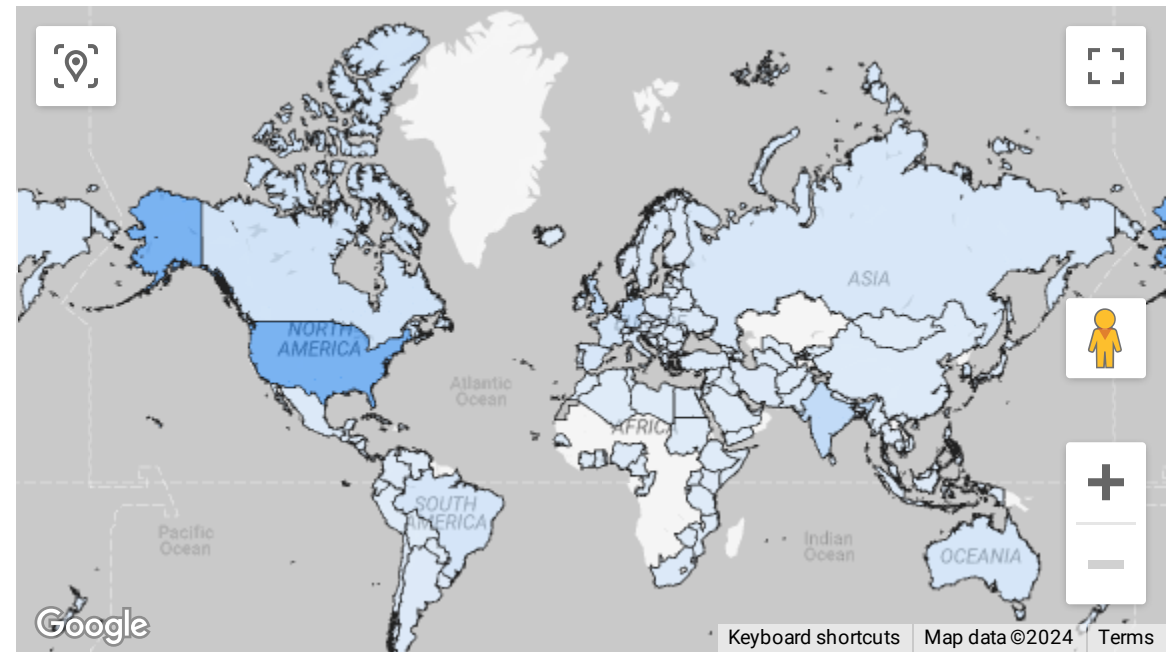 ASIA
NORTH
AMERICA
Atlantic
Ocean
AFRICA
SOUTH
AMERICA
Pacific
Ocean
Indian
Ocean
OCEANIA
Google
Keyboard shortcuts
Map data ©2024
Terms